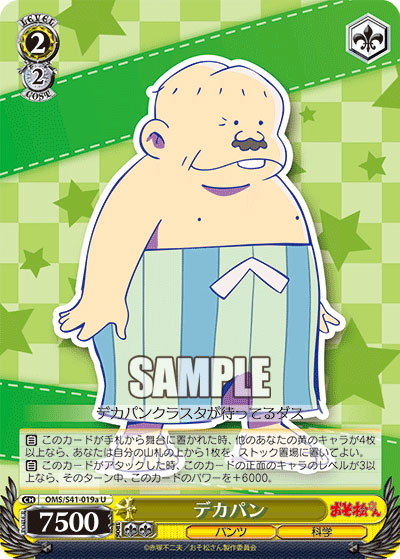 LEVEL
2
2
COST
SAMPLE
デカパンクラスタが待ってるダス
自 このカードが手札から舞台に置かれた時、他のあなたの黄のキャラが4枚
以上なら、あなたは自分の山札の上から1枚を、ストック置場に置いてよい。
自 このカードがアタックした時、このカードの正面のキャラのレベルが3以
上なら、そのターン中、このカードのパワーを+6000。
CH OMS/S41-019a U
7500
デカパン
おそ松さん
パンツ
科学
©赤塚不二夫/おそ松さん製作委員会